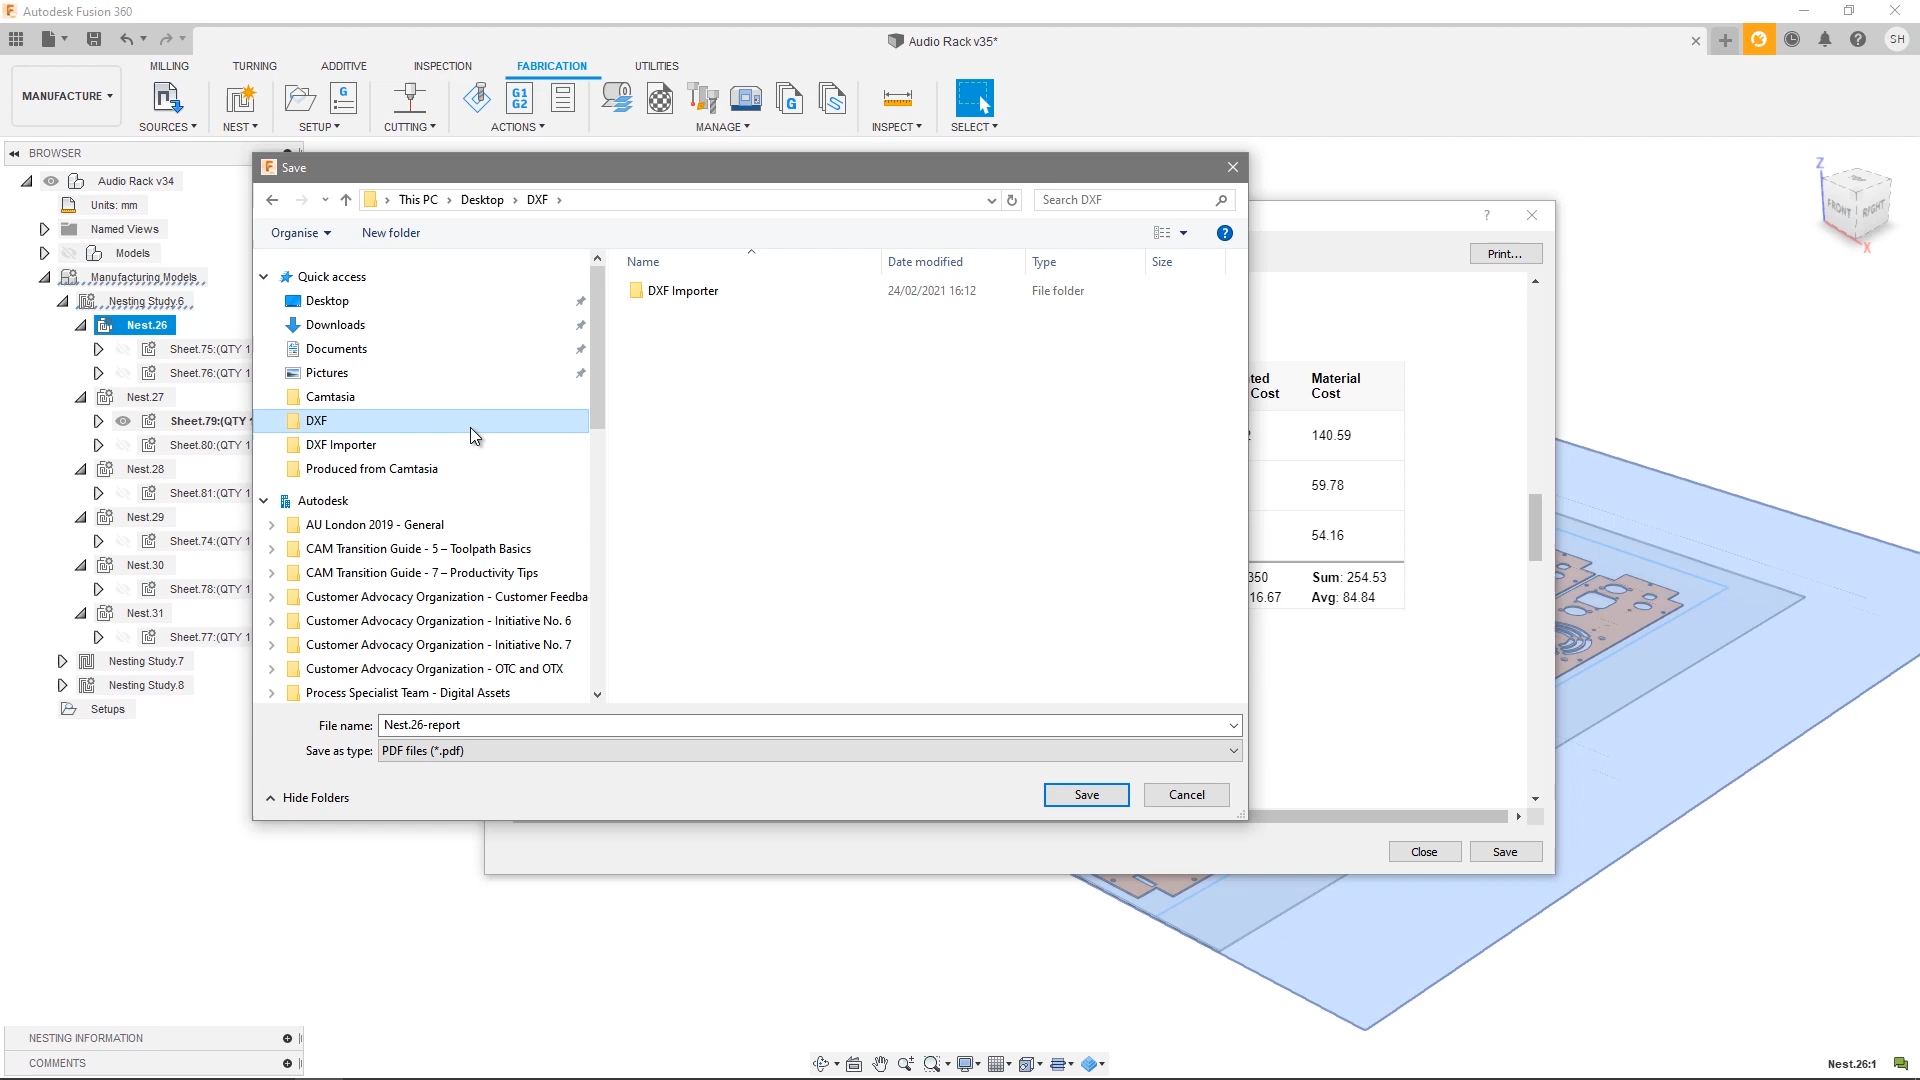 Autodesk Fusion 360
Audio Rack v35*
SH
MILLING TURNING ADDITIVE INSPECTION FABRICATION UTILITIES
MANUFACTURE
G
G1
G2
G
S
SOURCES NEST SETUP CUTTING ACTIONS MANAGE INSPECT SELECT
BROWSER
Audio Rack v34
Units: mm
Named Views
Models
Manufacturing Models
Nesting Study.6
Nest.26
Sheet.75:(QTY 1
Sheet.76:(QTY 1
Nest.27
Sheet.79:(QTY
Sheet.80:(QTY 1
Nest.28
Sheet.81:(QTY 1
Nest.29
Sheet.74:(QTY 1
Nest.30
Sheet.78:(QTY 1
Nest.31
Sheet.77:(QTY 1
Nesting Study.7
Nesting Study.8
Setups
Save
This PC > Desktop > DXF >
Search DXF
Organise New folder
Name Date modified Type Size
DXF Importer 24/02/2021 16:12 File folder
Quick access
Desktop
Downloads
Documents
Pictures
Camtasia
DXF
DXF Importer
Produced from Camtasia
Autodesk
AU London 2019 - General
CAM Transition Guide - 5 – Toolpath Basics
CAM Transition Guide - 7 – Productivity Tips
Customer Advocacy Organization - Customer Feedba
Customer Advocacy Organization - Initiative No. 6
Customer Advocacy Organization - Initiative No. 7
Customer Advocacy Organization - OTC and OTX
Process Specialist Team - Digital Assets
File name: Nest.26-report
Save as type: PDF files (*.pdf)
Hide Folders
Save Cancel
?
Print...
ted Material
Cost Cost
140.59
59.78
54.16
350 Sum: 254.53
16.67 Avg: 84.84
Close Save
Z
FRONT RIGHT
X
NESTING INFORMATION
COMMENTS
Nest.26:1